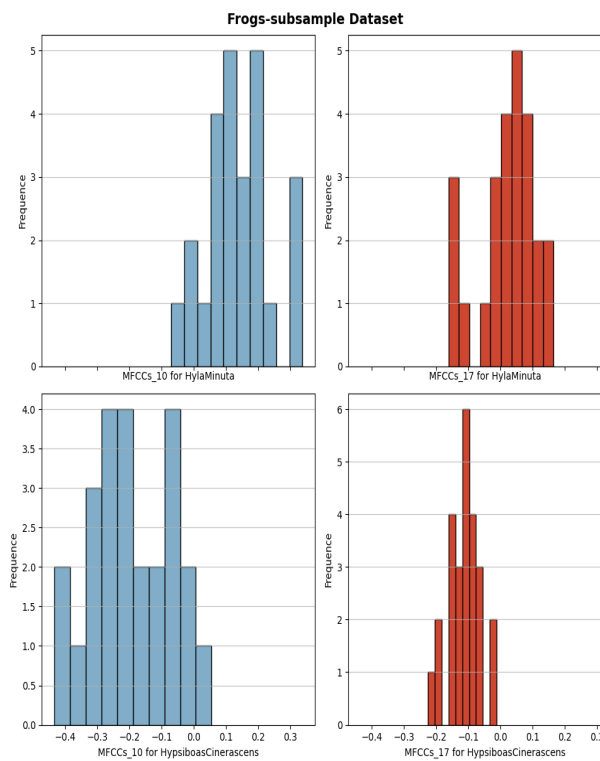 Frogs-subsample Dataset
5
4
3
2
1
0
Frequence
MFCCs_10 for HylaMinuta
5
4
3
2
1
0
Frequence
MFCCs_17 for HylaMinuta
4.0
3.5
3.0
2.5
2.0
1.5
1.0
0.5
0.0
Frequence
−0.4 −0.3 −0.2 −0.1 0.0 0.1 0.2 0.3
MFCCs_10 for HypsiboasCinerascens
6
5
4
3
2
1
0
Frequence
−0.4 −0.3 −0.2 −0.1 0.0 0.1 0.2 0.3
MFCCs_17 for HypsiboasCinerascens